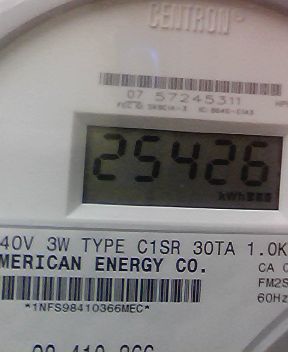 CENTRON®
07 57245311
25426
kWh
40V 3W TYPE C1SR 30TA 1.0K
MERICAN ENERGY CO.
CA 0
FM2S
60Hz
*1NFS98410366MEC*